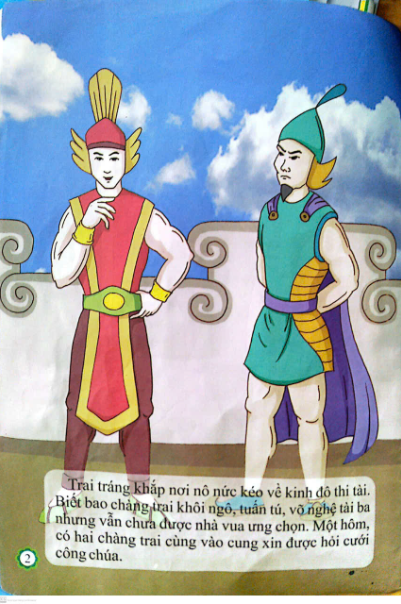 Trai tráng khắp nơi nô nức kéo về kinh đô thi tài.
Biết bao chàng trai khôi ngô, tuấn tú, võ nghệ tài ba
nhưng vẫn chưa được nhà vua ưng chọn. Một hôm,
có hai chàng trai cùng vào cung xin được hỏi cưới
công chúa.
2